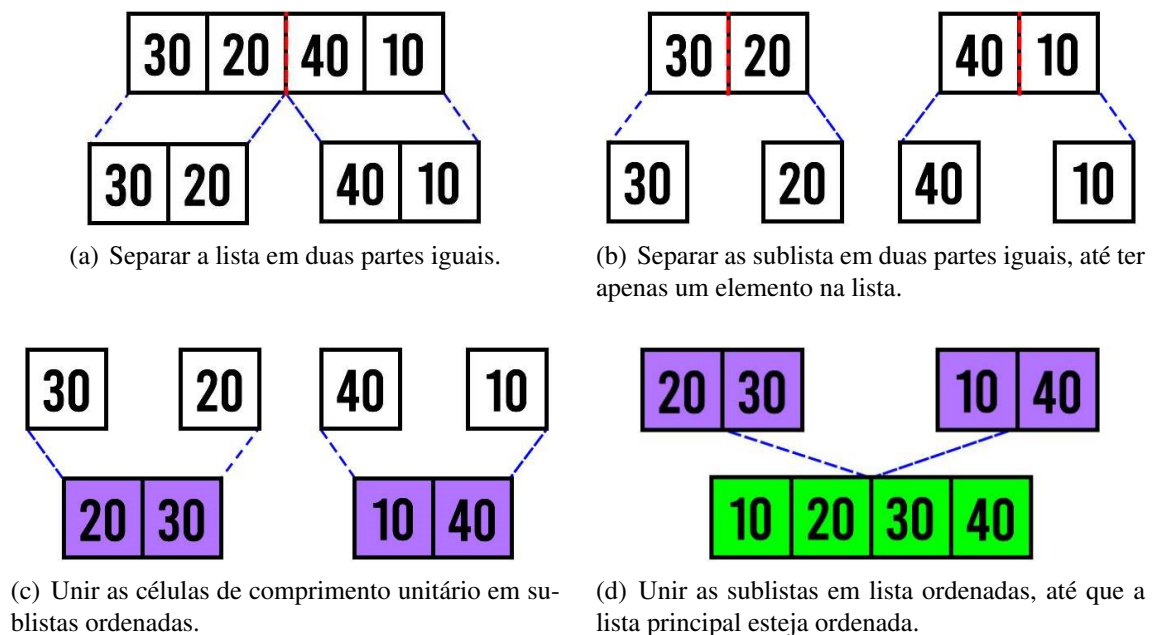 30 20 40 10
30 20 40 10
(a) Separar a lista em duas partes iguais.
30 20 40 10
30 20 40 10
(b) Separar as sublista em duas partes iguais, até ter
apenas um elemento na lista.
30 20 40 10
20 30 10 40
(c) Unir as células de comprimento unitário em su-
blistas ordenadas.
20 30 10 40
10 20 30 40
(d) Unir as sublistas em lista ordenadas, até que a
lista principal esteja ordenada.